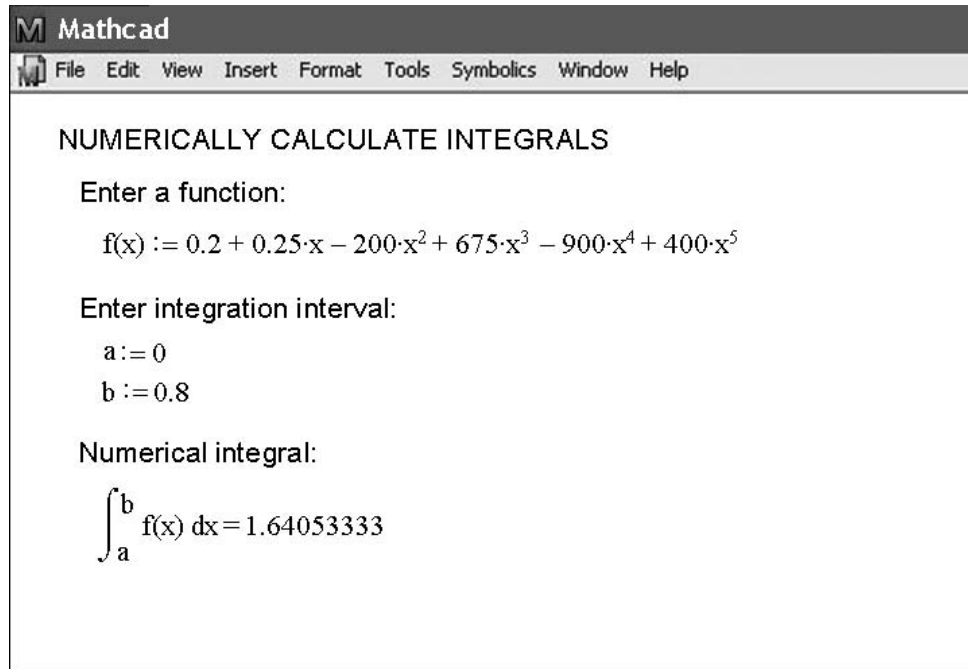 Mathcad
File Edit View Insert Format Tools Symbolics Window Help
NUMERICALLY CALCULATE INTEGRALS
Enter a function:
f(x) := 0.2 + 0.25·x – 200·x² + 675·x³ – 900·x⁴ + 400·x⁵
Enter integration interval:
a := 0
b := 0.8
Numerical integral:
∫ₐᵇ f(x) dx = 1.64053333